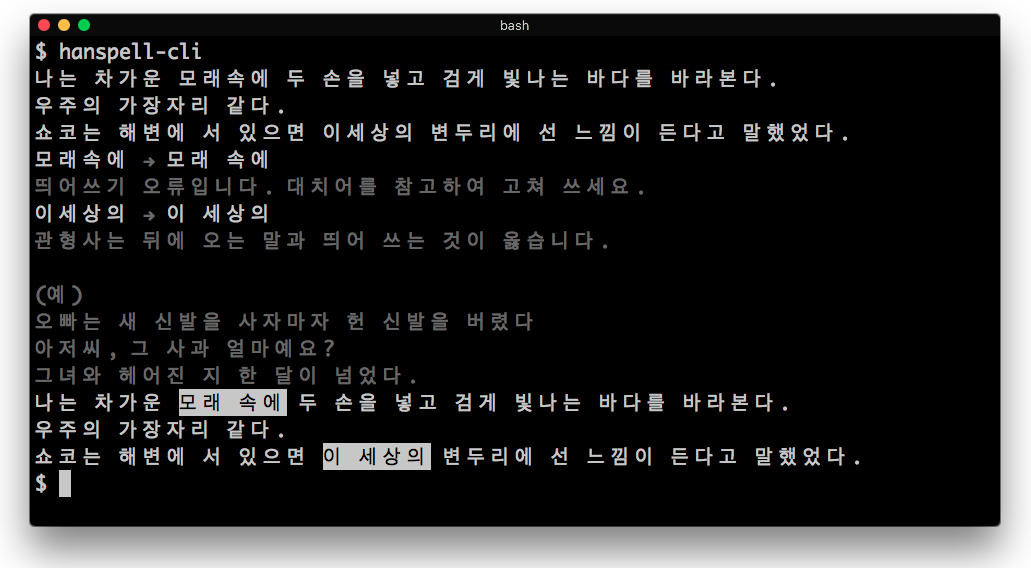 bash
$ hanspell-cli
나는 차가운 모래속에 두 손을 넣고 검게 빛나는 바다를 바라본다.
우주의 가장자리 같다.
쇼코는 해변에 서 있으면 이세상의 변두리에 선 느낌이 든다고 말했었다.
모래속에 → 모래 속에
띄어쓰기 오류입니다. 대치어를 참고하여 고쳐 쓰세요.
이세상의 → 이 세상의
관형사는 뒤에 오는 말과 띄어 쓰는 것이 옳습니다.
(예)
오빠는 새 신발을 사자마자 헌 신발을 버렸다
아저씨, 그 사과 얼마예요?
그녀와 헤어진 지 한 달이 넘었다.
나는 차가운 모래 속에 두 손을 넣고 검게 빛나는 바다를 바라본다.
우주의 가장자리 같다.
쇼코는 해변에 서 있으면 이 세상의 변두리에 선 느낌이 든다고 말했었다.
$